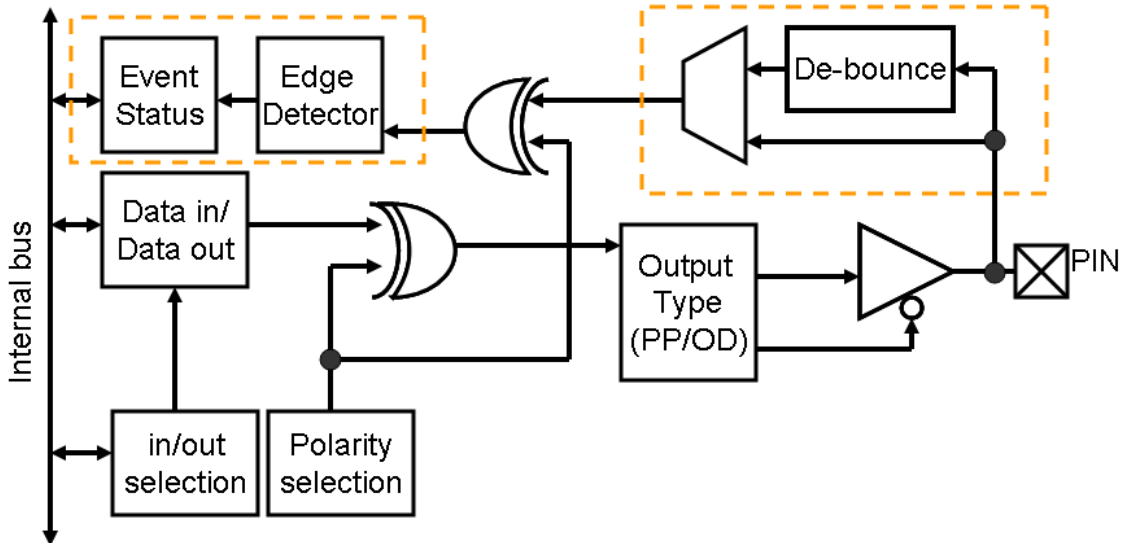 Event
Status
Edge
Detector
De-bounce
Data in/
Data out
Output
Type
(PP/OD)
PIN
Internal bus
in/out
selection
Polarity
selection